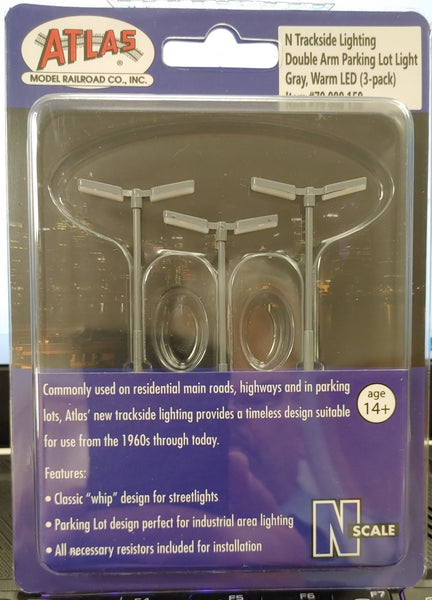 ATLAS
®
MODEL RAILROAD CO., INC.
N Trackside Lighting
Double Arm Parking Lot Light
Gray, Warm LED (3-pack)
Commonly used on residential main roads, highways and in parking
lots, Atlas' new trackside lighting provides a timeless design suitable
for use from the 1960s through today.
age
14+
Features:
• Classic "whip" design for streetlights
• Parking Lot design perfect for industrial area lighting
• All necessary resistors included for installation
N SCALE
F5
F6
F7